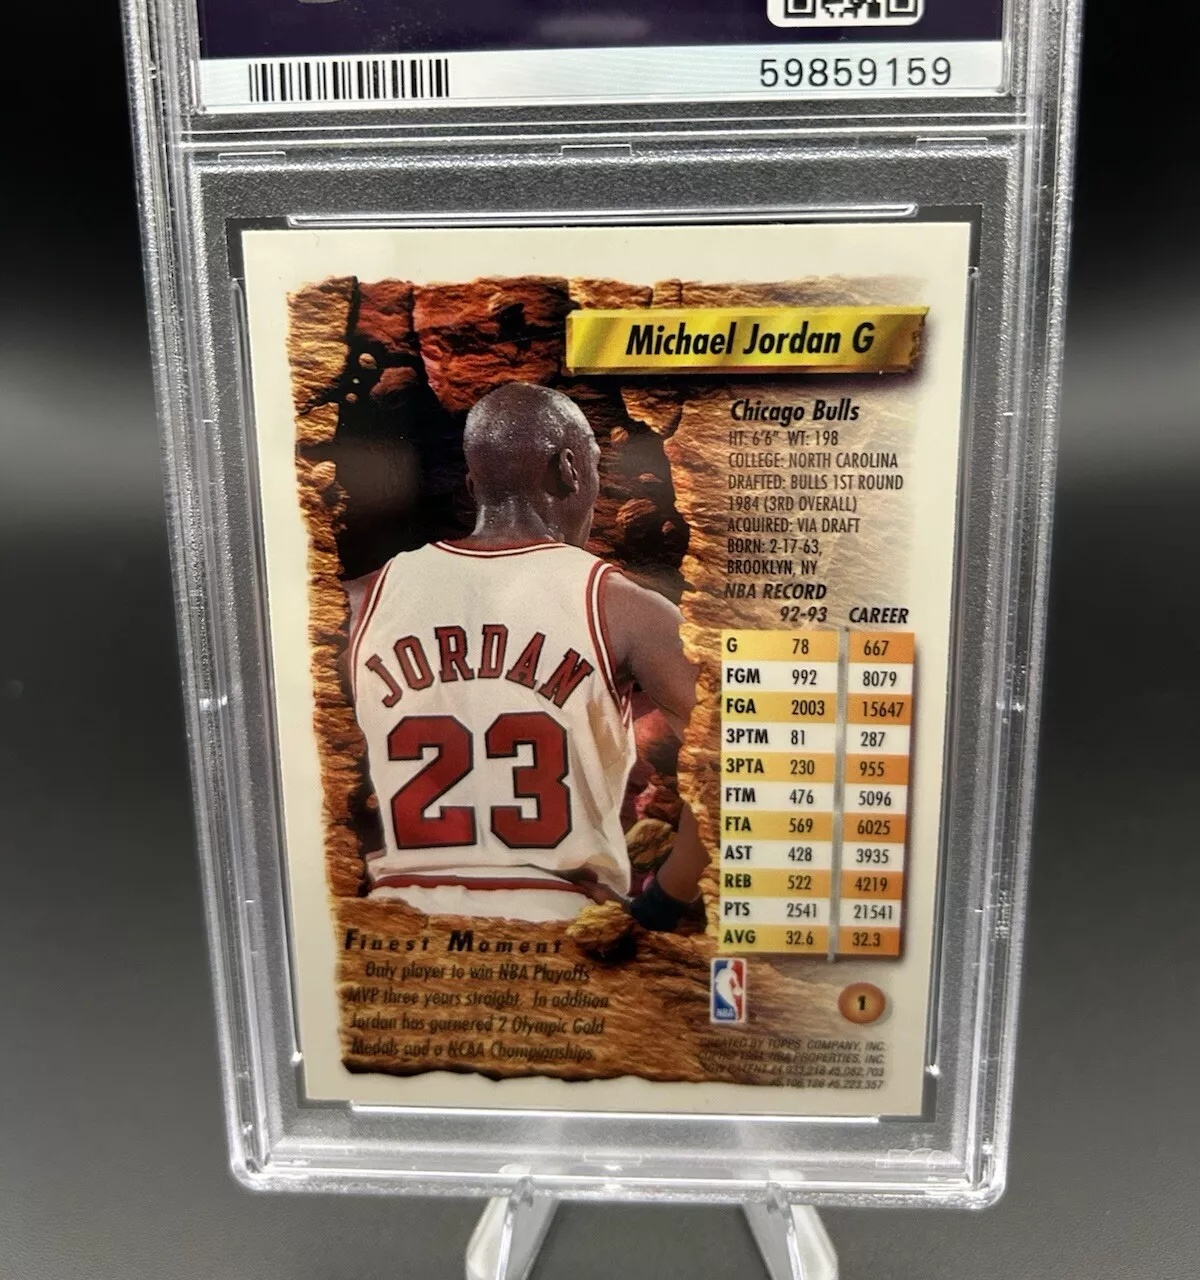 59859159
Michael Jordan G
Chicago Bulls
HT: 6'6" WT: 198
COLLEGE: NORTH CAROLINA
DRAFTED: BULLS 1ST ROUND
1984 (3RD OVERALL)
ACQUIRED: VIA DRAFT
BORN: 2-17-63,
BROOKLYN, NY
NBA RECORD
92-93 CAREER
G 78 667
FGM 992 8079
FGA 2003 15647
3PTM 81 287
3PTA 230 955
FTM 476 5096
FTA 569 6025
AST 428 3935
REB 522 4219
PTS 2541 21541
AVG 32.6 32.3
JORDAN
23
Finest Moment
Only player to win NBA Playoffs'
MVP three years straight. In addition
Jordan has garnered 2 Olympic Gold
Medals and a NCAA Championships.
NBA
1
CREATED BY TOPPS COMPANY, INC.
NBA PROPERTIES, INC.